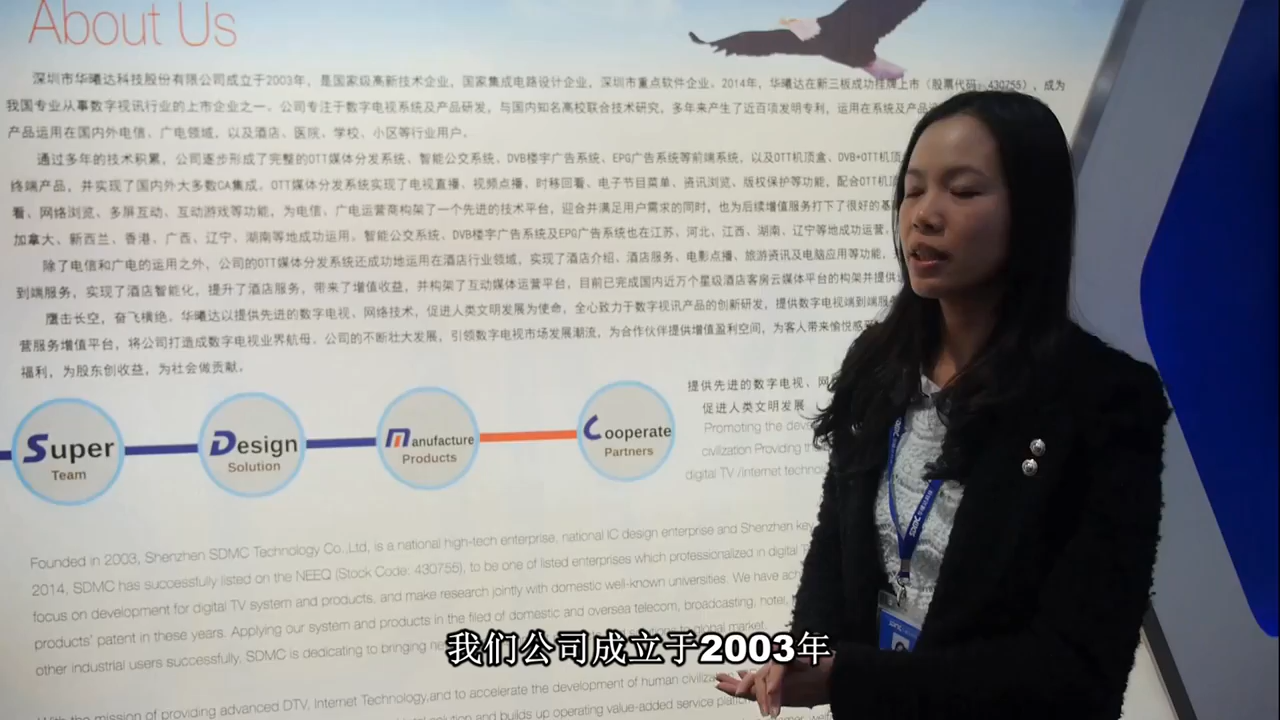 About Us
深圳市华曦达科技股份有限公司成立于2003年，是国家级高新技术企业，国家集成电路设计企业，深圳市重点软件企业。2014年，华曦达在新三板成功挂牌上市（股票代码：430755），成为
我国专业从事数字视讯行业的上市企业之一。公司专注于数字电视系统及产品研发，与国内知名高校联合技术研究，多年来产生了近百项发明专利，运用在系统及产品
产品运用在国内外电信、广电领域，以及酒店、医院、学校、小区等行业用户。
通过多年的技术积累，公司逐步形成了完整的OTT媒体分发系统、智能公交系统、DVB楼宇广告系统、EPG广告系统等前端系统，以及OTT机顶盒、DVB+OTT机顶
终端产品，并实现了国内外大多数CA集成。OTT媒体分发系统实现了电视直播、视频点播、时移回看、电子节目菜单、资讯浏览、版权保护等功能，配合OTT机顶
看、网络浏览、多屏互动、互动游戏等功能，为电信、广电运营商构架了一个先进的技术平台，迎合并满足用户需求的同时，也为后续增值服务打下了很好的基
加拿大、新西兰、香港、广西、辽宁、湖南等地成功运用。智能公交系统、DVB楼宇广告系统及EPG广告系统也在江苏、河北、江西、湖南、辽宁等地成功运营。
除了电信和广电的运用之外，公司的OTT媒体分发系统还成功地运用在酒店行业领域，实现了酒店介绍、酒店服务、电影点播、旅游资讯及电脑应用等功能，
到端服务，实现了酒店智能化，提升了酒店服务，带来了增值收益，并构架了互动媒体运营平台，目前已完成国内近万个星级酒店客房云媒体平台的构架并提供
鹰击长空，奋飞横绝。华曦达以提供先进的数字电视、网络技术，促进人类文明发展为使命，全心致力于数字视讯产品的创新研发，提供数字电视端到端服
营服务增值平台，将公司打造成数字电视业界航母。公司的不断壮大发展，引领数字电视市场发展潮流，为合作伙伴提供增值盈利空间，为客人带来愉悦感
福利，为股东创收益，为社会做贡献。
Super
Team
Design
Solution
Manufacture
Products
Cooperate
Partners
提供先进的数字电视、网
促进人类文明发展
Promoting the deve
civilization Providing th
digital TV /internet technol
Founded in 2003, Shenzhen SDMC Technology Co.,Ltd, is a national high-tech enterprise, national IC design enterprise and Shenzhen key
2014, SDMC has successfully listed on the NEEQ (Stock Code: 430755), to be one of listed enterprises which professionalized in digital T
focus on development for digital TV system and products, and make research jointly with domestic well-known universities. We have ach
products' patent in these years. Applying our system and products in the filed of domestic and oversea telecom, broadcasting, hotel,
other industrial users successfully. SDMC is dedicating to bringing to global market.
With the mission of providing advanced DTV, Internet Technology,and to accelerate the development of human civiliza
solution and builds up operating value-added service platfor
我们公司成立于2003年